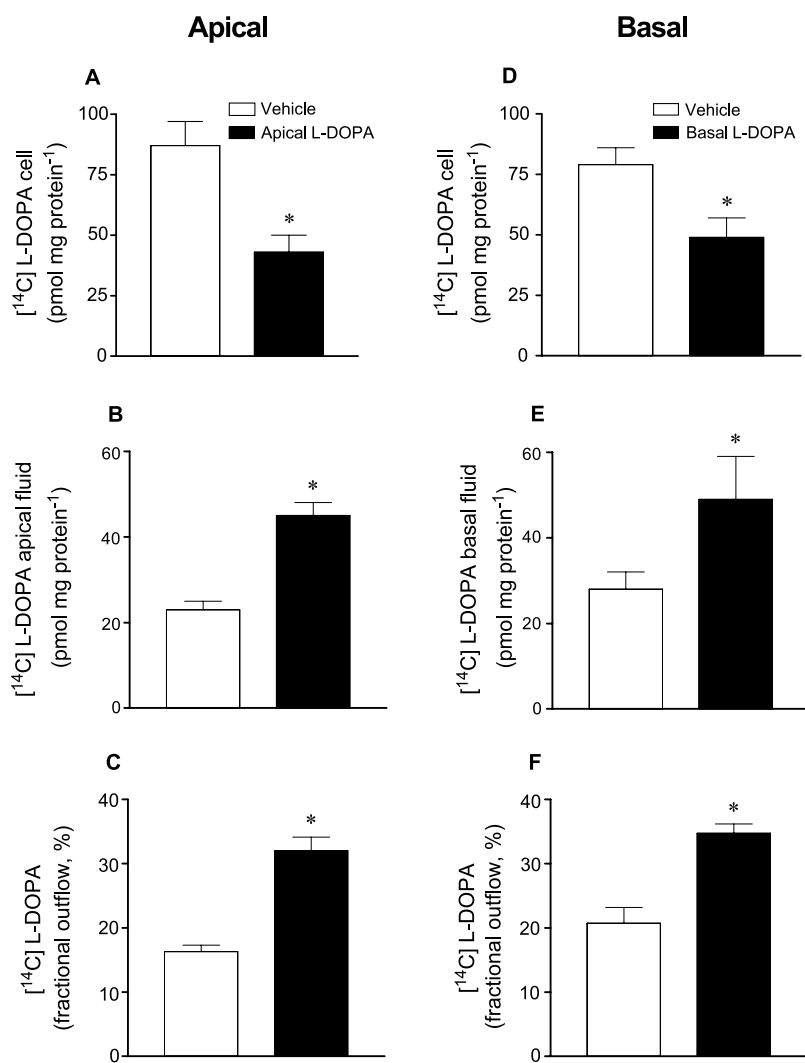 Apical
A
[¹⁴C] L-DOPA cell
(pmol mg protein⁻¹)
100
75
50
25
0
Vehicle
Apical L-DOPA
*
B
[¹⁴C] L-DOPA apical fluid
(pmol mg protein⁻¹)
60
40
20
0
*
C
[¹⁴C] L-DOPA
(fractional outflow, %)
40
30
20
10
0
*
Basal
D
[¹⁴C] L-DOPA cell
(pmol mg protein⁻¹)
100
75
50
25
0
Vehicle
Basal L-DOPA
*
E
[¹⁴C] L-DOPA basal fluid
(pmol mg protein⁻¹)
60
40
20
0
*
F
[¹⁴C] L-DOPA
(fractional outflow, %)
40
30
20
10
0
*